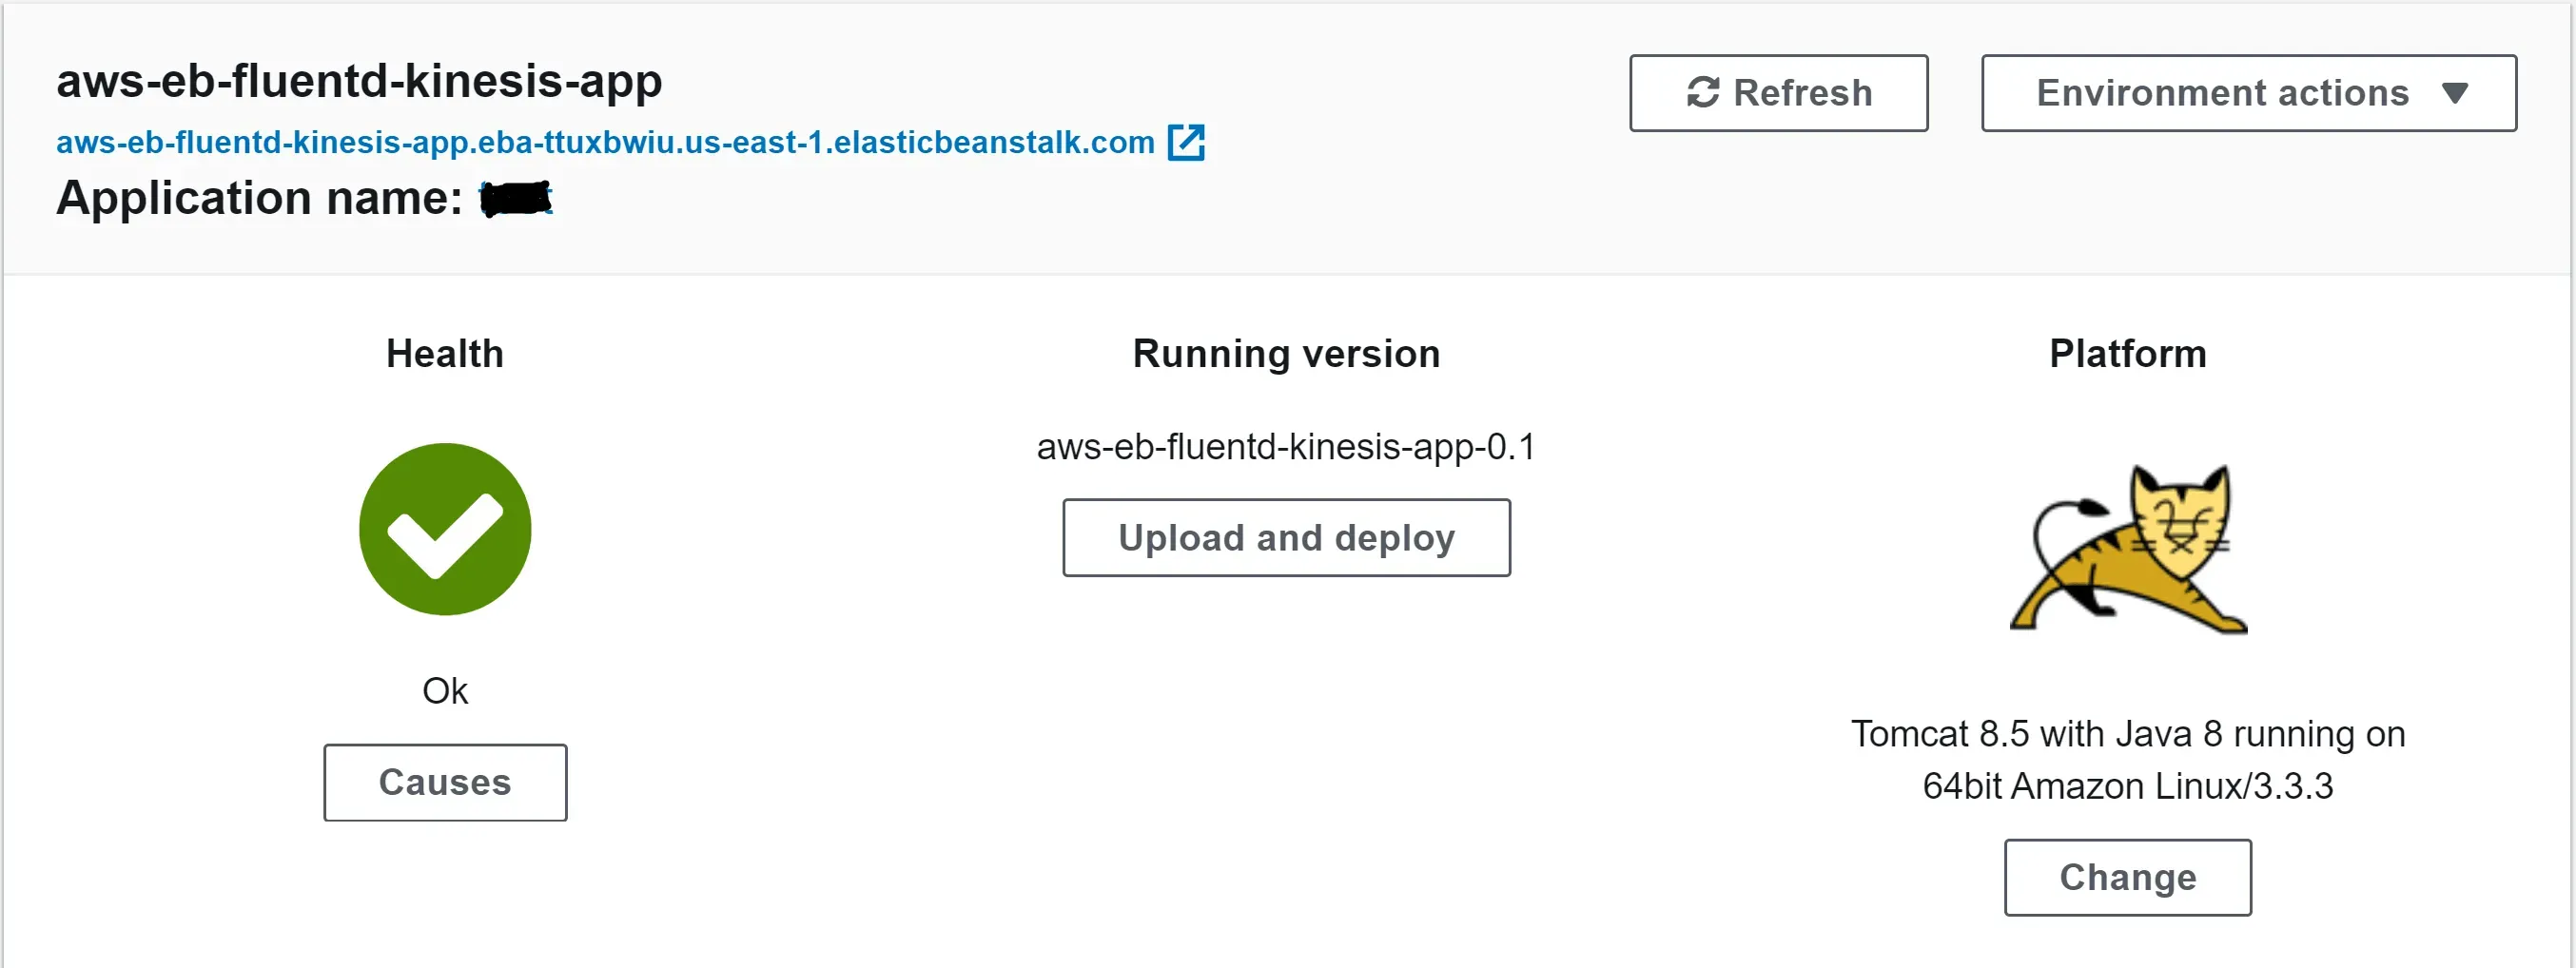 aws-eb-fluentd-kinesis-app
Refresh
Environment actions
aws-eb-fluentd-kinesis-app.eba-ttuxbwiu.us-east-1.elasticbeanstalk.com
Application name:
Health
Running version
Platform
aws-eb-fluentd-kinesis-app-0.1
Upload and deploy
Ok
Causes
Tomcat 8.5 with Java 8 running on
64bit Amazon Linux/3.3.3
Change